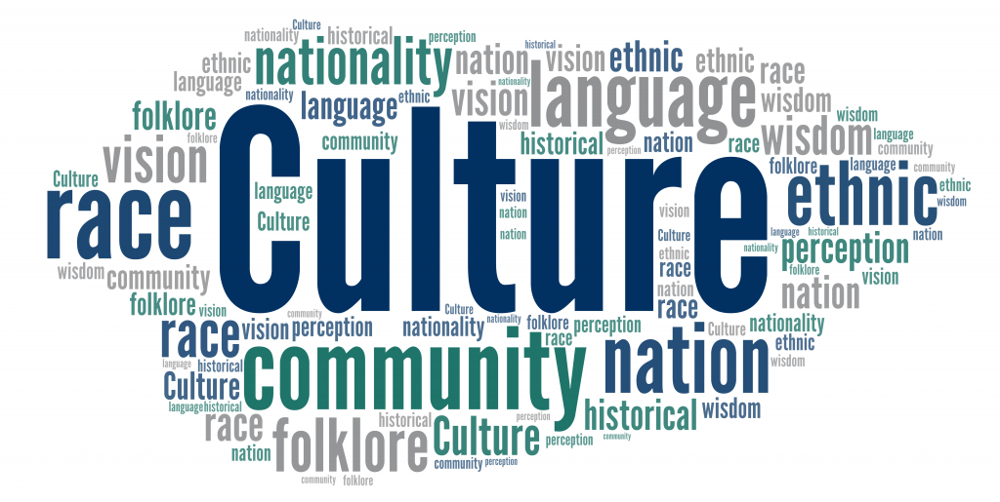 Culture
nationality historical perception
ethnic nationality nation historical vision ethnic ethnic race
language nationality language ethnic vision nationality language wisdom
folklore wisdom wisdom wisdom language
folklore community historical perception nation race community
vision folklore language community
Culture race Culture ethnic ethnic wisdom
language vision
Culture nation vision
nation Culture language historical nation
ethnic nationality perception
wisdom community race folklore vision
nation nation
folklore vision community Culture race
race vision perception nationality nationality folklore perception Culture nationality
race ethnic
language historical community nation wisdom
Culture
language historical historical wisdom
race historical Culture perception
nation folklore perception community
community perception
community folklore